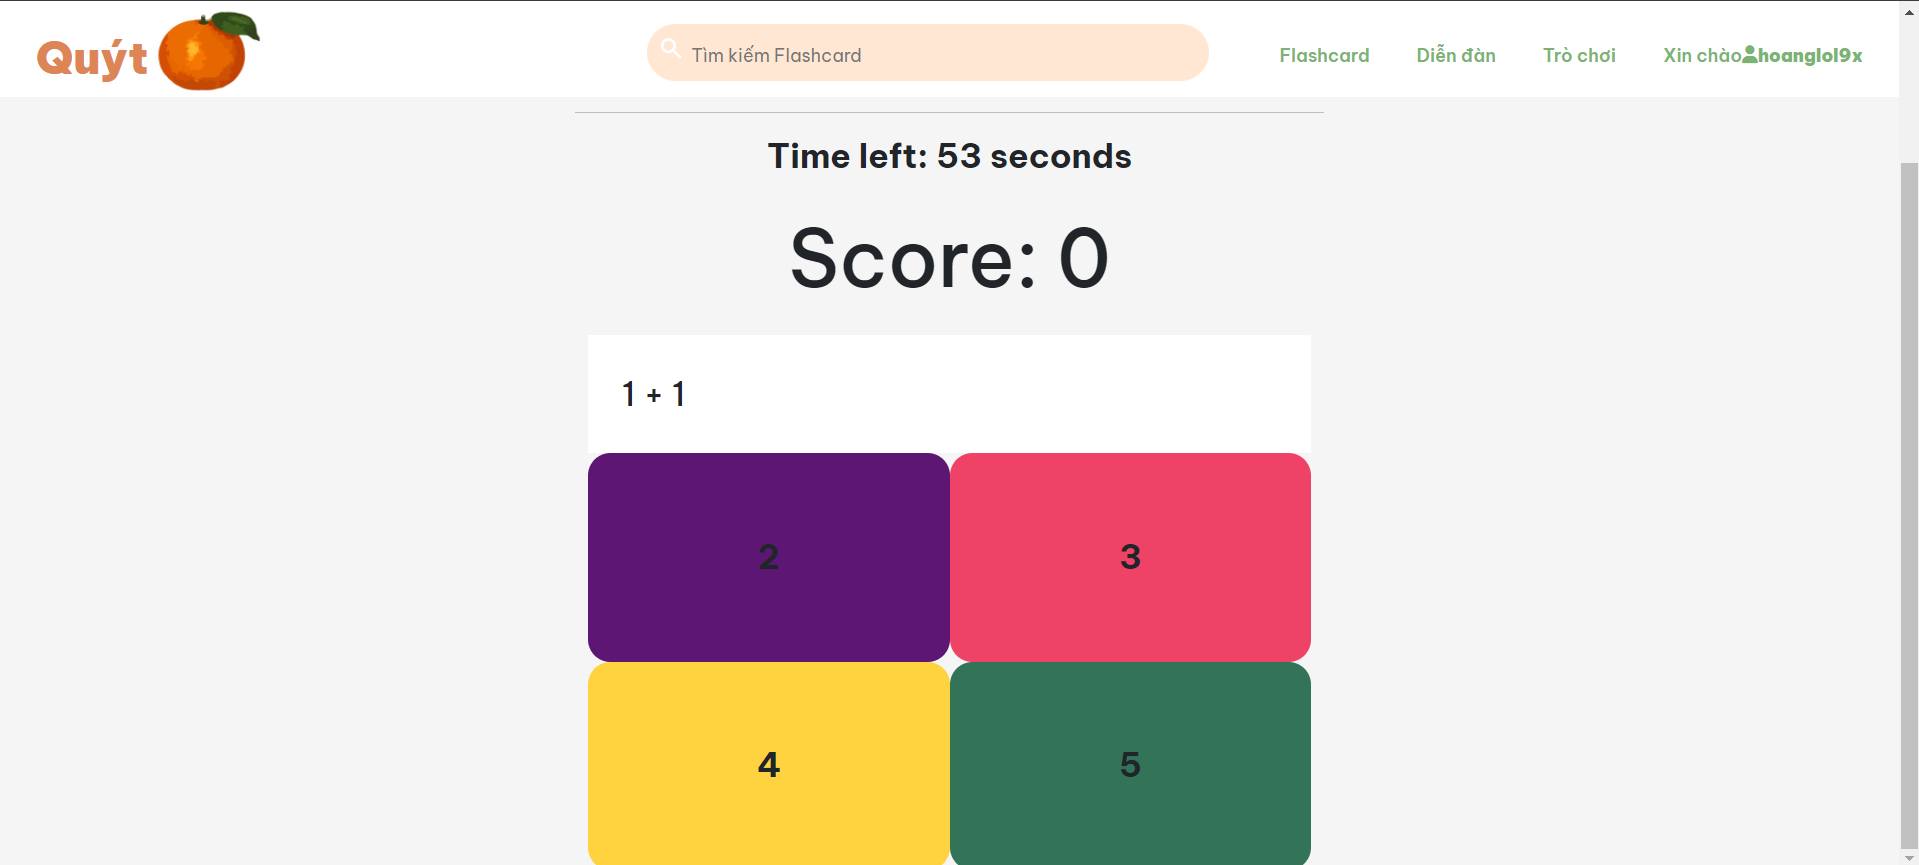 Quýt
Tìm kiếm Flashcard
Flashcard
Diễn đàn
Trò chơi
Xin chào hoanglol9x
Time left: 53 seconds
Score: 0
1 + 1
2
3
4
5